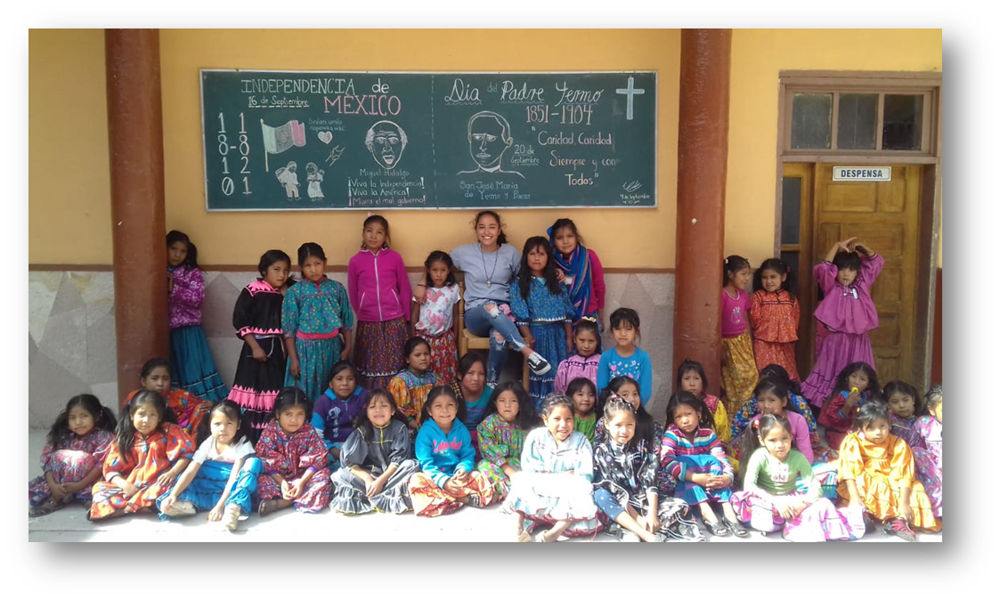 INDEPENDENCIA de
16 de Septiembre MÉXICO
1 1
8-8
1 2
0 1
Miguel Hidalgo
¡Viva la Independencia!
¡Viva la América!
¡Muera el mal gobierno!
Día del Padre Yermo
1851-1904
"Caridad, Caridad
Siempre y con
Todos"
20 de
Septiembre
San José María
de Yermo y Parres
DESPENSA